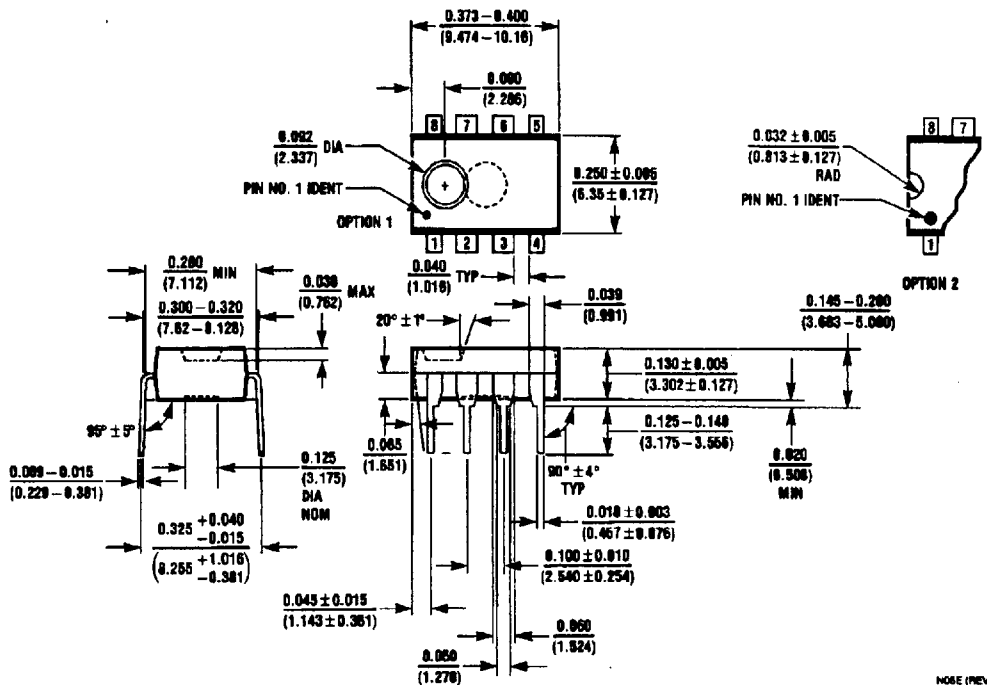 0.373 – 0.400
(9.474 – 10.16)
0.090
(2.286)
8 7 6 5
0.092 DIA
(2.337)
PIN NO. 1 IDENT
OPTION 1
1 2 3 4
0.250 ± 0.005
(6.35 ± 0.127)
0.032 ± 0.005
(0.813 ± 0.127)
RAD
PIN NO. 1 IDENT
8 7
1
OPTION 2
0.280 MIN
(7.112)
0.300 – 0.320
(7.62 – 8.128)
0.030 MAX
(0.762)
0.040 TYP
(1.016)
20° ± 1°
0.039
(0.991)
0.145 – 0.200
(3.683 – 5.080)
0.130 ± 0.005
(3.302 ± 0.127)
0.125 – 0.140
(3.175 – 3.556)
0.020
(0.508)
MIN
95° ± 5°
0.009 – 0.015
(0.229 – 0.381)
0.125
(3.175)
DIA
NOM
0.065
(1.651)
90° ± 4°
TYP
0.018 ± 0.003
(0.457 ± 0.076)
0.325 +0.040
-0.015
(8.255 +1.016
-0.381)
0.100 ± 0.010
(2.540 ± 0.254)
0.045 ± 0.015
(1.143 ± 0.381)
0.060
(1.524)
0.050
(1.270)
N08E (REV